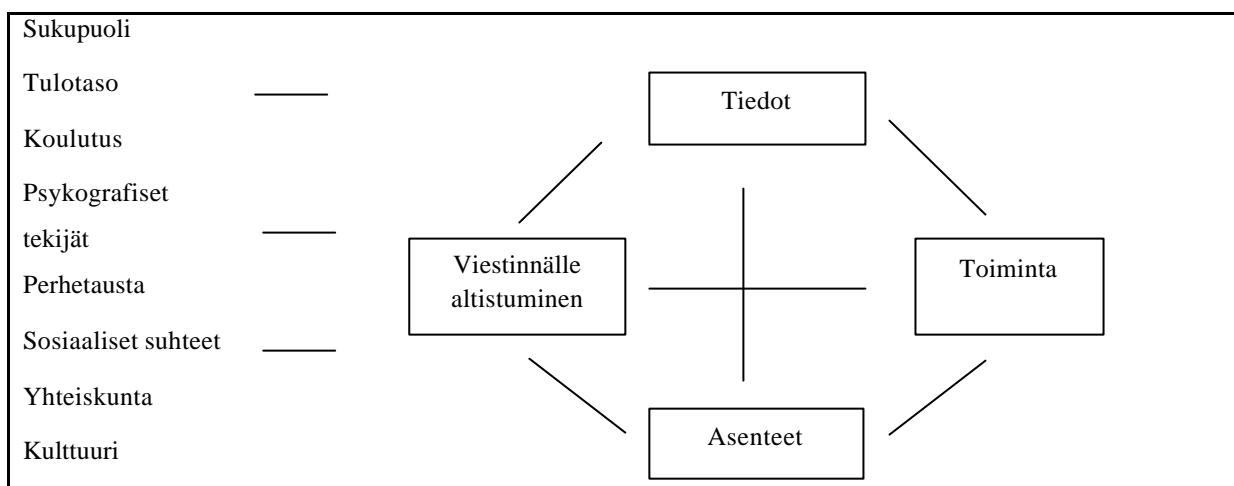 Sukupuoli
Tulotaso
Koulutus
Psykografiset
tekijät
Perhetausta
Sosiaaliset suhteet
Yhteiskunta
Kulttuuri
Tiedot
Viestinnälle
altistuminen
Toiminta
Asenteet